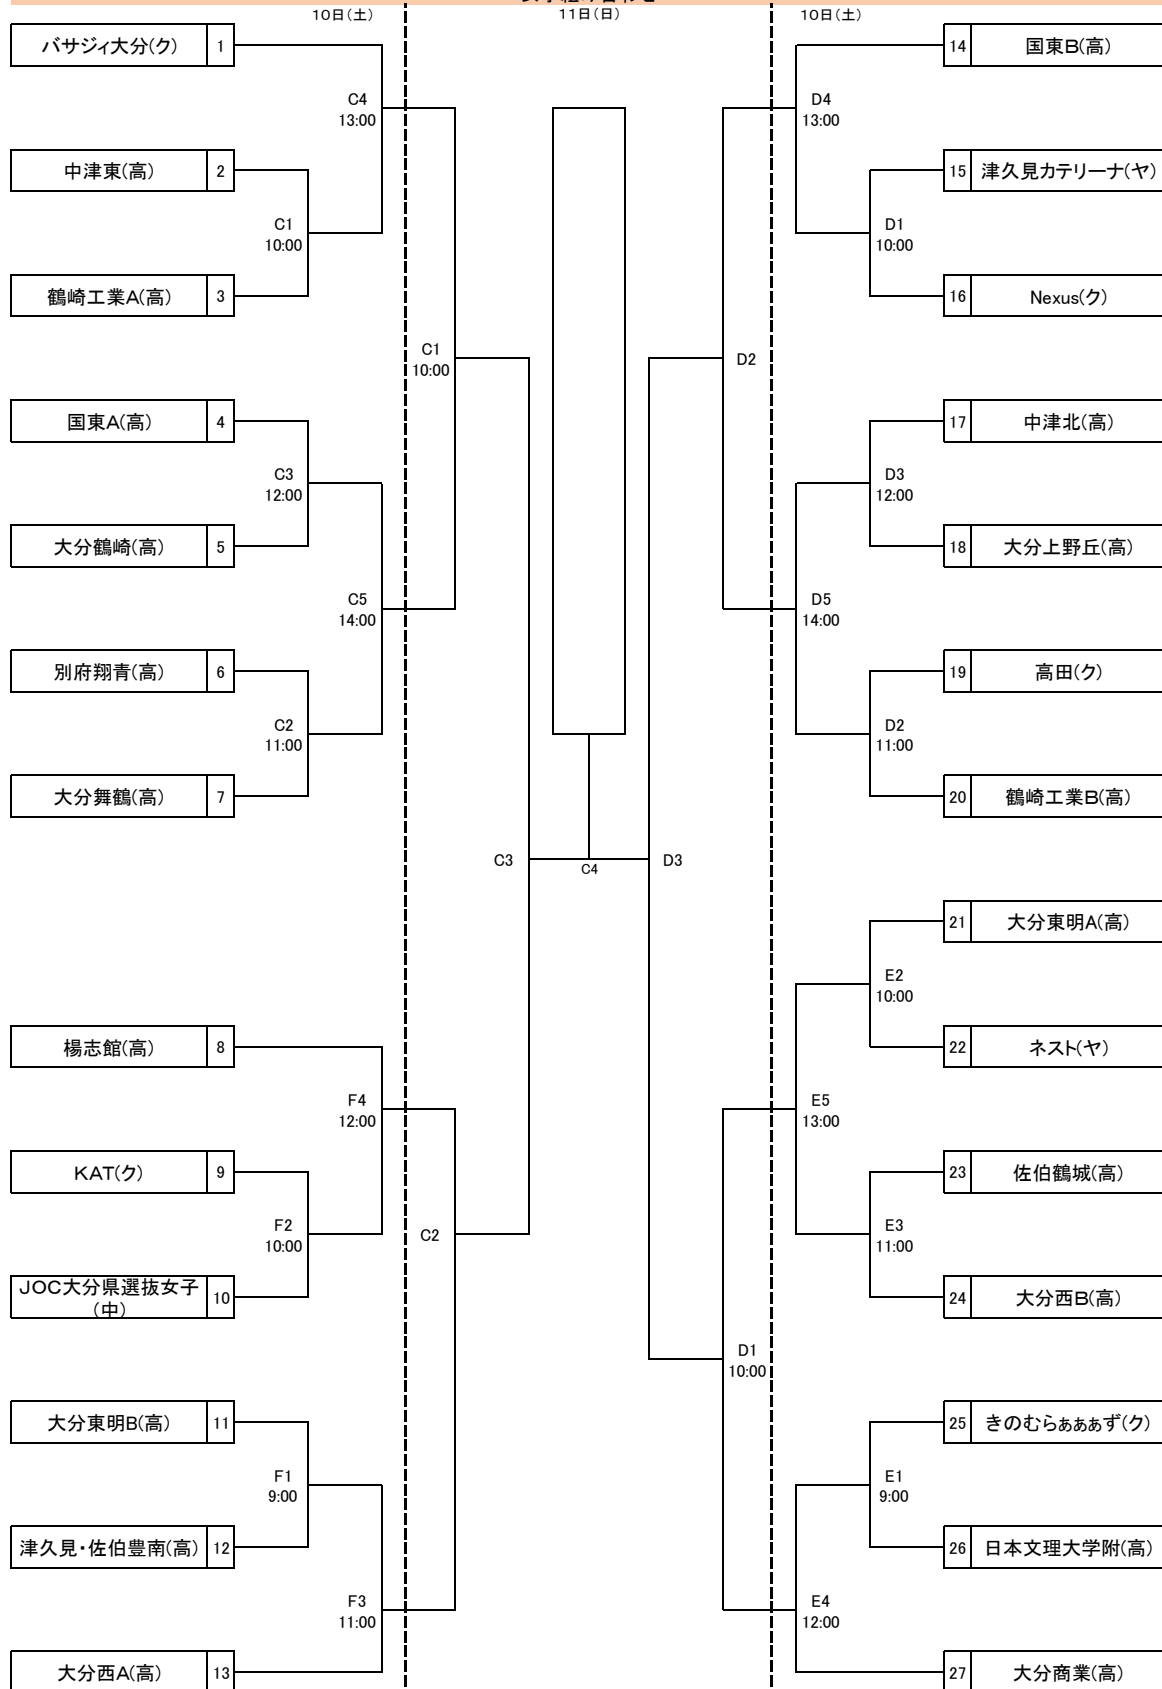 10日(土)
11日(日)
10日(土)
バサジィ大分(ク) 1
C4
13:00
中津東(高) 2
C1
10:00
鶴崎工業A(高) 3
C1
10:00
国東A(高) 4
C3
12:00
大分鶴崎(高) 5
C5
14:00
別府翔青(高) 6
C2
11:00
大分舞鶴(高) 7
C3
C4
D3
楊志館(高) 8
F4
12:00
KAT(ク) 9
F2
10:00
C2
JOC大分県選抜女子
(中)
10
大分東明B(高) 11
F1
9:00
津久見・佐伯豊南(高) 12
F3
11:00
大分西A(高) 13
14 国東B(高)
D4
13:00
15 津久見カテリーナ(ヤ)
D1
10:00
16 Nexus(ク)
D2
17 中津北(高)
D3
12:00
18 大分上野丘(高)
D5
14:00
19 高田(ク)
D2
11:00
20 鶴崎工業B(高)
21 大分東明A(高)
E2
10:00
22 ネスト(ヤ)
E5
13:00
23 佐伯鶴城(高)
E3
11:00
24 大分西B(高)
D1
10:00
25 きのむらぁぁぁず(ク)
E1
9:00
26 日本文理大学附(高)
E4
12:00
27 大分商業(高)